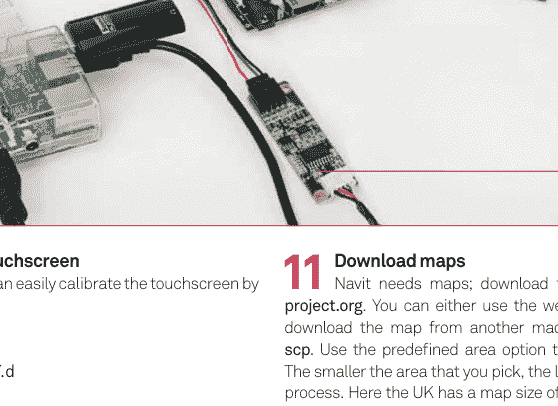 uchscreen
an easily calibrate the touchscreen by
.d
11 Download maps
Navit needs maps; download
project.org. You can either use the we
download the map from another mac
scp. Use the predefined area option t
The smaller the area that you pick, the l
process. Here the UK has a map size of